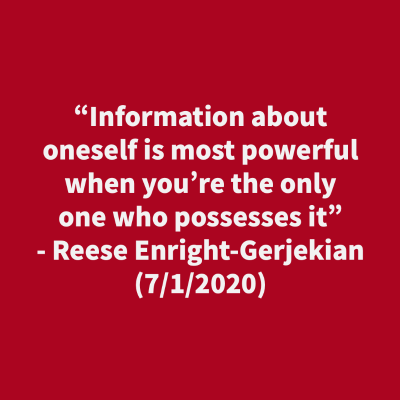 “Information about
oneself is most powerful
when you’re the only
one who possesses it”
- Reese Enright-Gerjekian
(7/1/2020)